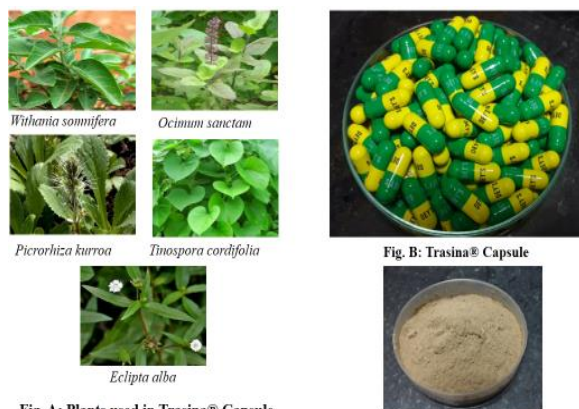 Withania somnifera
Ocimum sanctam
Picrorhiza kurroa
Tinospora cordifolia
Eclipta alba
Fig. A: Plants used in Trasina® Capsule
Fig. B: Trasina® Capsule